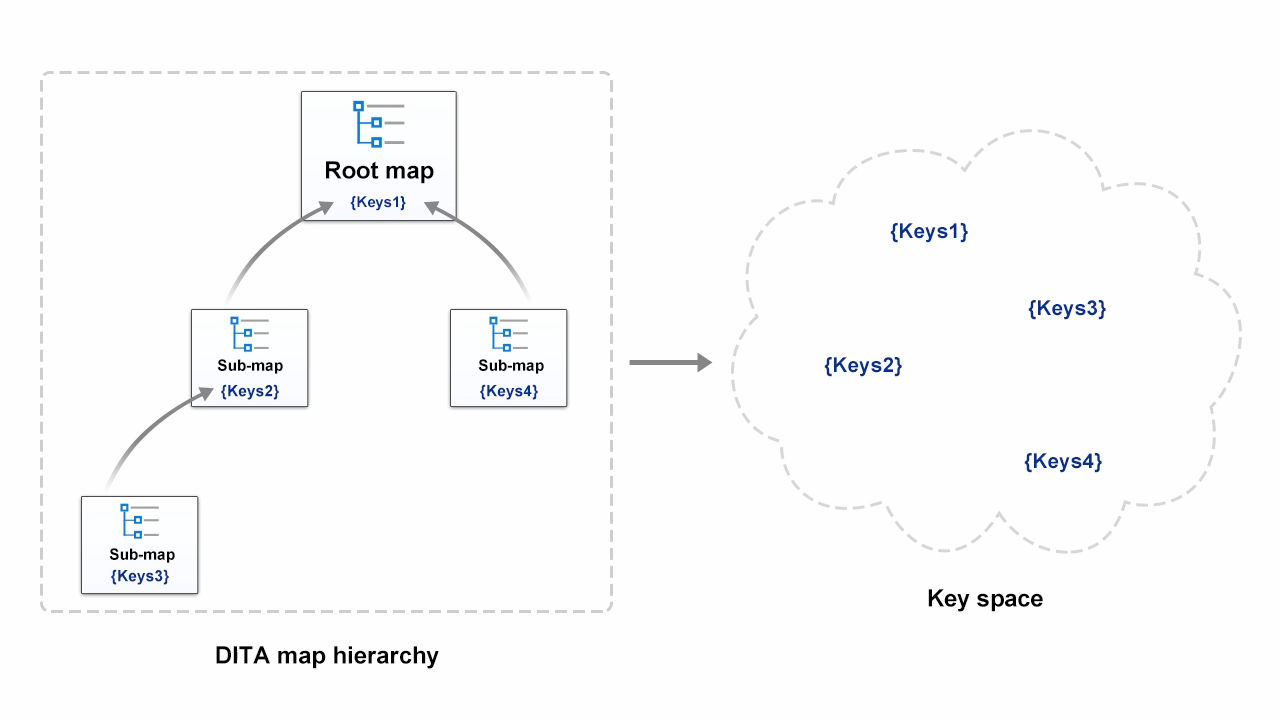 Root map
{Keys1}
Sub-map
{Keys2}
Sub-map
{Keys4}
Sub-map
{Keys3}
DITA map hierarchy
{Keys1}
{Keys3}
{Keys2}
{Keys4}
Key space